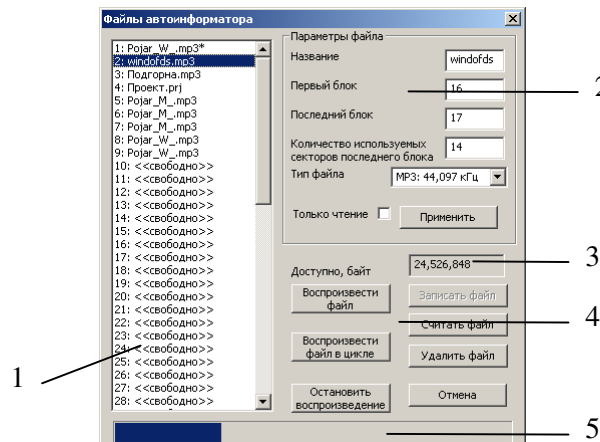 Файлы автоинформатора
1: Pojar_W_.mp3*
2: windofds.mp3
3: Подгорна.mp3
4: Проект.prj
5: Pojar_M_.mp3
6: Pojar_M_.mp3
7: Pojar_M_.mp3
8: Pojar_W_.mp3
9: Pojar_W_.mp3
10: <<свободно>>
11: <<свободно>>
12: <<свободно>>
13: <<свободно>>
14: <<свободно>>
15: <<свободно>>
16: <<свободно>>
17: <<свободно>>
18: <<свободно>>
19: <<свободно>>
20: <<свободно>>
21: <<свободно>>
22: <<свободно>>
23: <<свободно>>
24: <<свободно>>
25: <<свободно>>
26: <<свободно>>
27: <<свободно>>
28: <<свободно>>
Параметры файла
Название windofds
Первый блок 16
Последний блок 17
Количество используемых
секторов последнего блока 14
Тип файла MP3: 44,097 кГц
Только чтение Применить
Доступно, байт 24,526,848
Воспроизвести
файл
Записать файл
Считать файл
Воспроизвести
файл в цикле
Удалить файл
Остановить
воспроизведение
Отмена
1
2
3
4
5